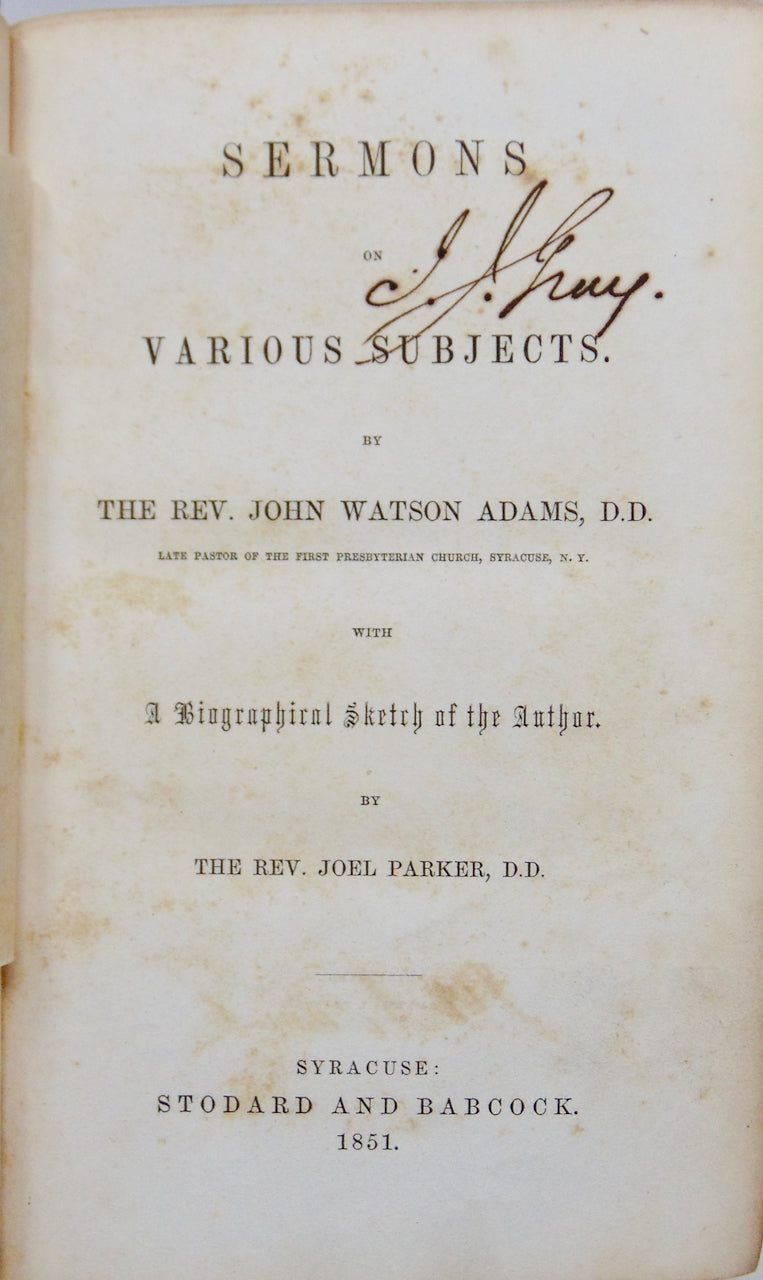 SERMONS
ON
I. J. Gray.
VARIOUS SUBJECTS.
BY
THE REV. JOHN WATSON ADAMS, D.D.
LATE PASTOR OF THE FIRST PRESBYTERIAN CHURCH, SYRACUSE, N. Y.
WITH
A Biographical Sketch of the Author.
BY
THE REV. JOEL PARKER, D.D.
SYRACUSE:
STODARD AND BABCOCK.
1851.